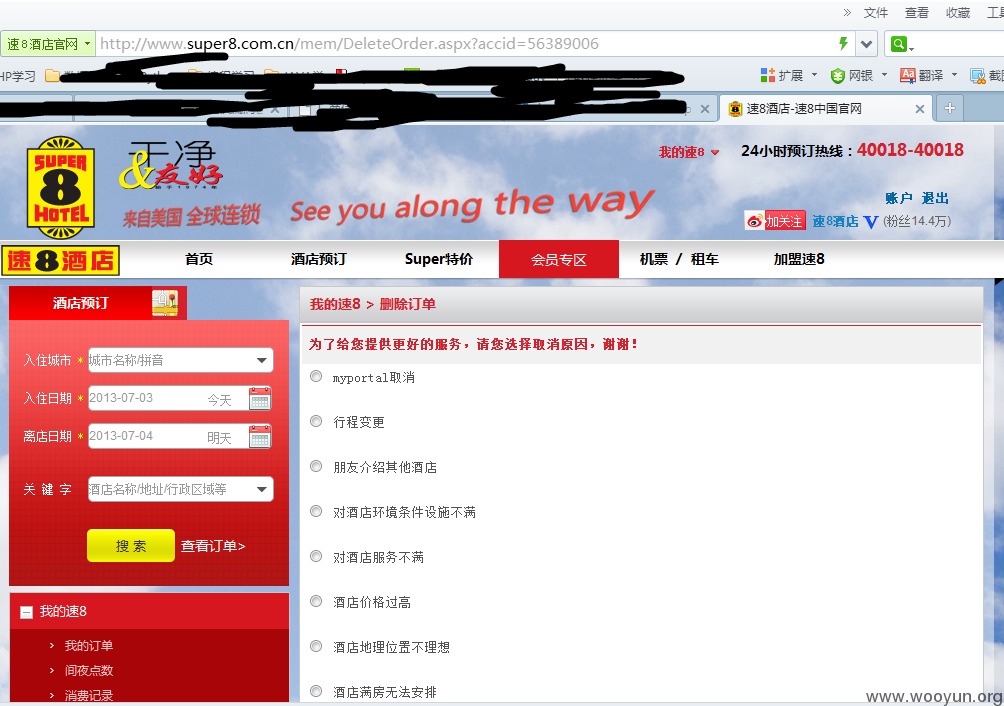 » 文件 查看 收藏
速8酒店官网 http://www.super8.com.cn/mem/DeleteOrder.aspx?accid=56389006
HP学习 扩展 网银 翻译
速8酒店-速8中国官网
SUPER 8 HOTEL
干净&友好
我的速8 24小时预订热线：40018-40018
来自美国 全球连锁 See you along the way
账户 退出
加关注 速8酒店 (粉丝14.4万)
速8酒店
首页 酒店预订 Super特价 会员专区 机票 / 租车 加盟速8
酒店预订
入住城市 * 城市名称/拼音
入住日期 * 2013-07-03 今天
离店日期 * 2013-07-04 明天
关 键 字 酒店名称/地址/行政区域等
搜 索 查看订单>
我的速8
我的订单
间夜点数
消费记录
我的速8 > 删除订单
为了给您提供更好的服务，请您选择取消原因，谢谢！
myportal取消
行程变更
朋友介绍其他酒店
对酒店环境条件设施不满
对酒店服务不满
酒店价格过高
酒店地理位置不理想
酒店满房无法安排
www.wooyun.org